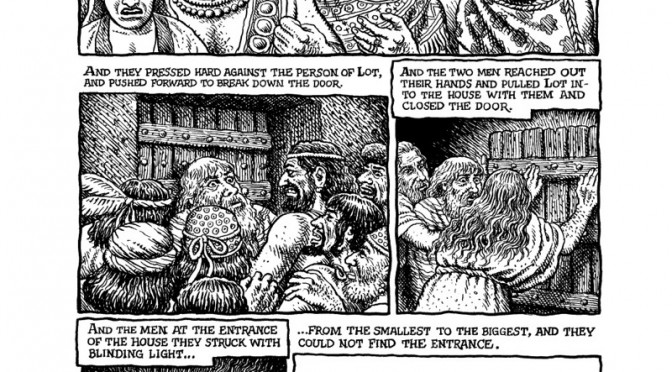 AND THEY PRESSED HARD AGAINST THE PERSON OF LOT,
AND PUSHED FORWARD TO BREAK DOWN THE DOOR.
AND THE TWO MEN REACHED OUT
THEIR HANDS AND PULLED LOT IN-
TO THE HOUSE WITH THEM AND
CLOSED THE DOOR.
AND THE MEN AT THE ENTRANCE
OF THE HOUSE THEY STRUCK WITH
BLINDING LIGHT...
...FROM THE SMALLEST TO THE BIGGEST, AND THEY
COULD NOT FIND THE ENTRANCE.